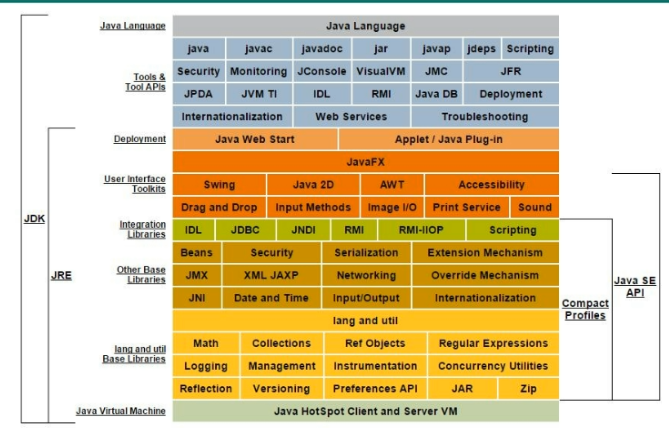 Java Language Java Language
java javac javadoc jar javap jdeps Scripting
Tools & Tool APIs Security Monitoring JConsole VisualVM JMC JFR
JPDA JVM TI IDL RMI Java DB Deployment
Internationalization Web Services Troubleshooting
Deployment Java Web Start Applet / Java Plug-in
JavaFX
User Interface Toolkits Swing Java 2D AWT Accessibility
Drag and Drop Input Methods Image I/O Print Service Sound
JDK
Integration Libraries IDL JDBC JNDI RMI RMI-IIOP Scripting
Beans Security Serialization Extension Mechanism
JRE Other Base Libraries JMX XML JAXP Networking Override Mechanism Java SE API
JNI Date and Time Input/Output Internationalization Compact Profiles
lang and util
lang and util Base Libraries Math Collections Ref Objects Regular Expressions
Logging Management Instrumentation Concurrency Utilities
Reflection Versioning Preferences API JAR Zip
Java Virtual Machine Java HotSpot Client and Server VM